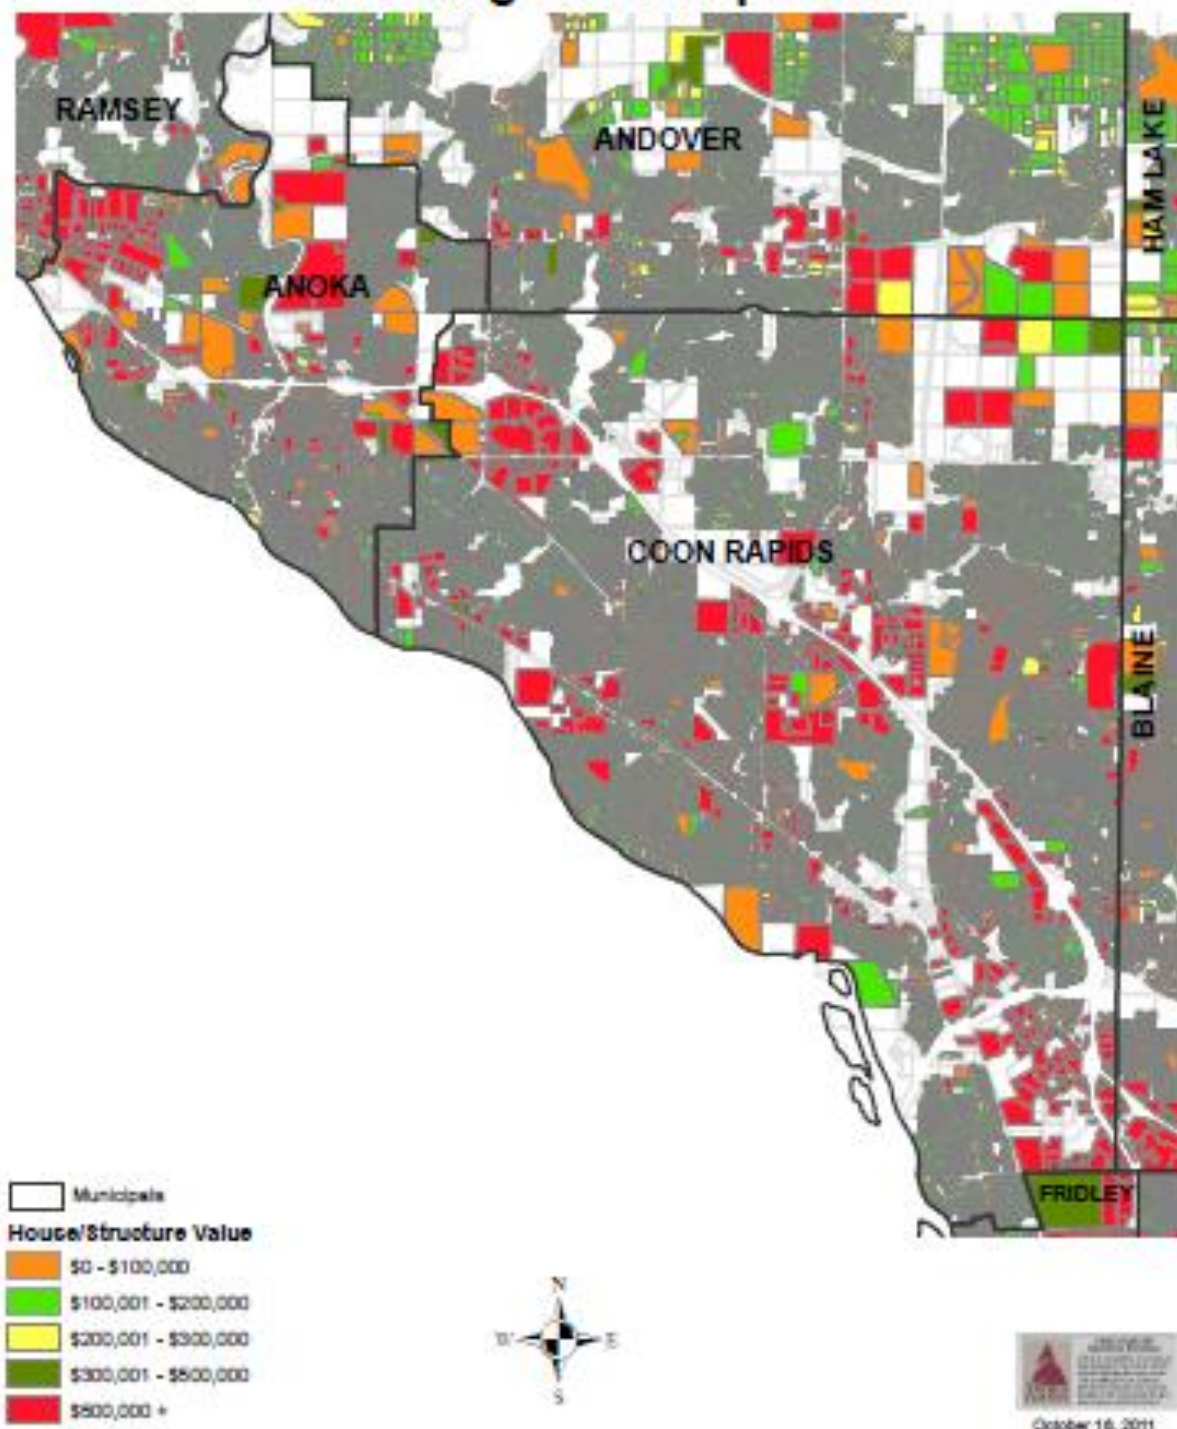 RAMSEY
ANDOVER
HAM LAKE
ANOKA
COON RAPIDS
BLAINE
FRIDLEY
Municipals
House/Structure Value
$0 - $100,000
$100,001 - $200,000
$200,001 - $300,000
$300,001 - $500,000
$500,000 +
N
W
E
S
October 18, 2011